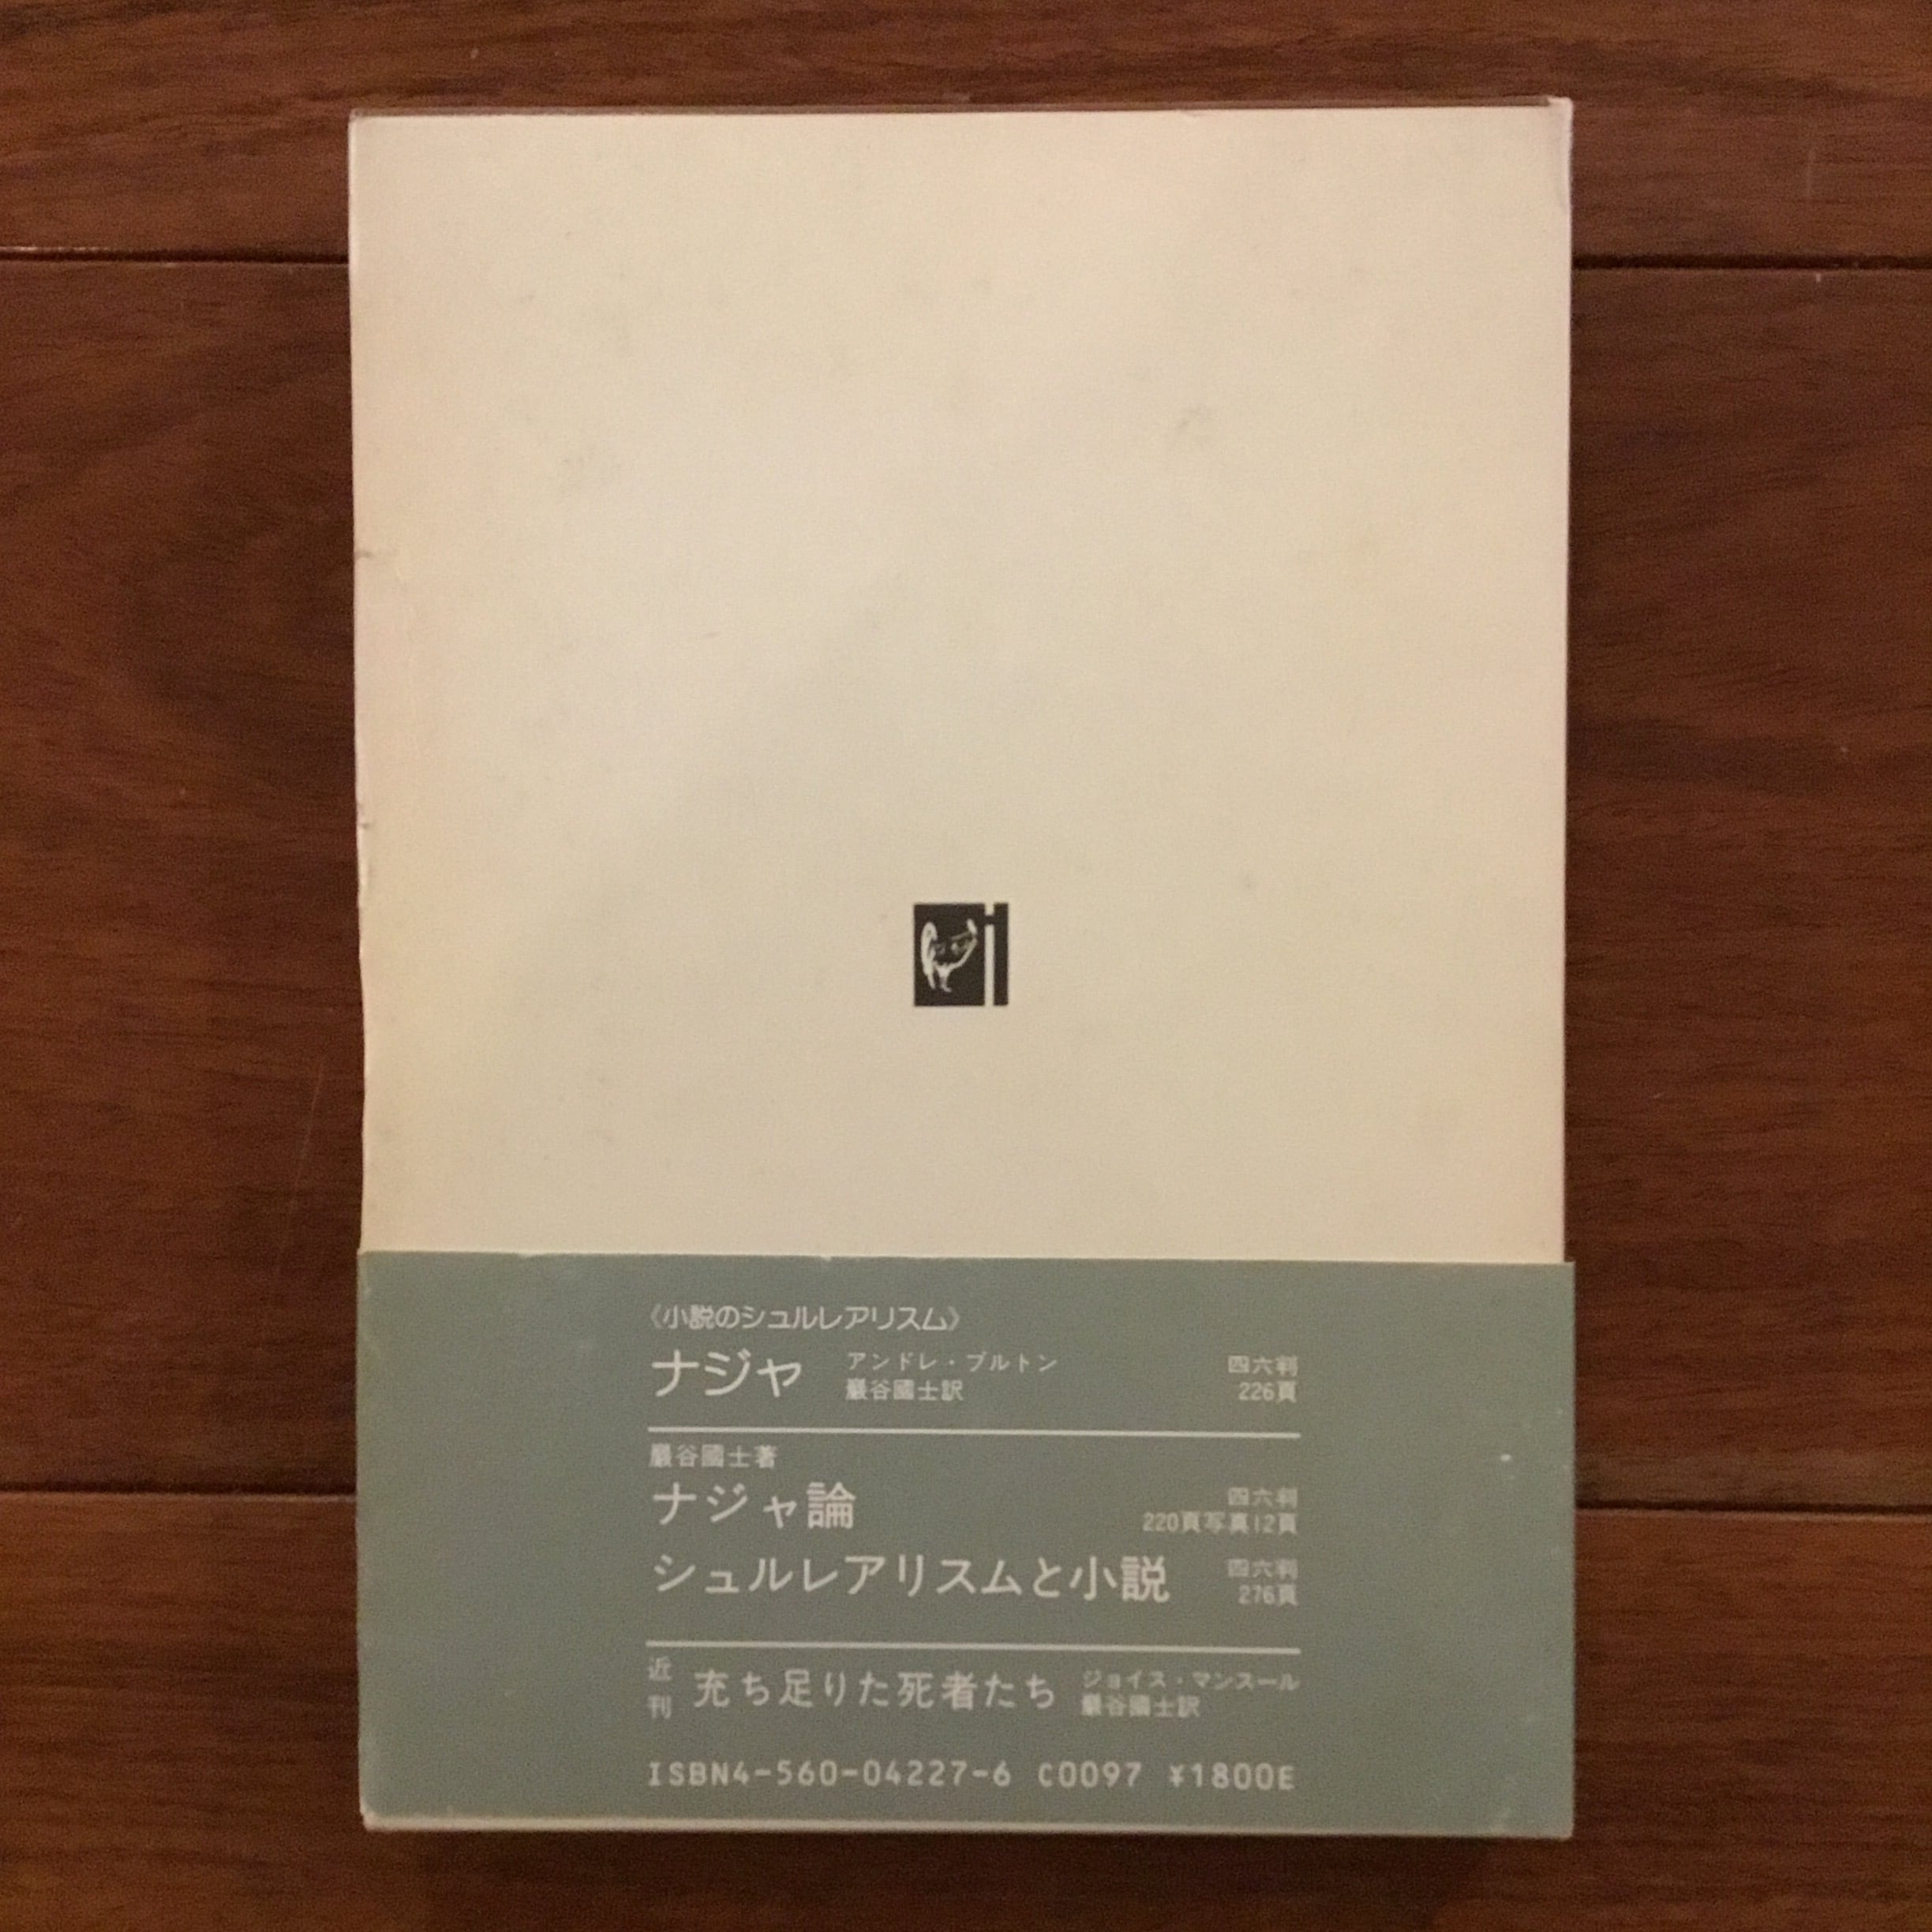 《小説のシュルレアリスム》
ナジャ アンドレ・ブルトン 四六判
巖谷國士訳 226頁
巖谷國士著
ナジャ論 四六判
220頁写真12頁
シュルレアリスムと小説 四六判
276頁
近刊 充ち足りた死者たち ジョイス・マンスール
巖谷國士訳
ISBN4-560-04227-6 C0097 ¥1800E